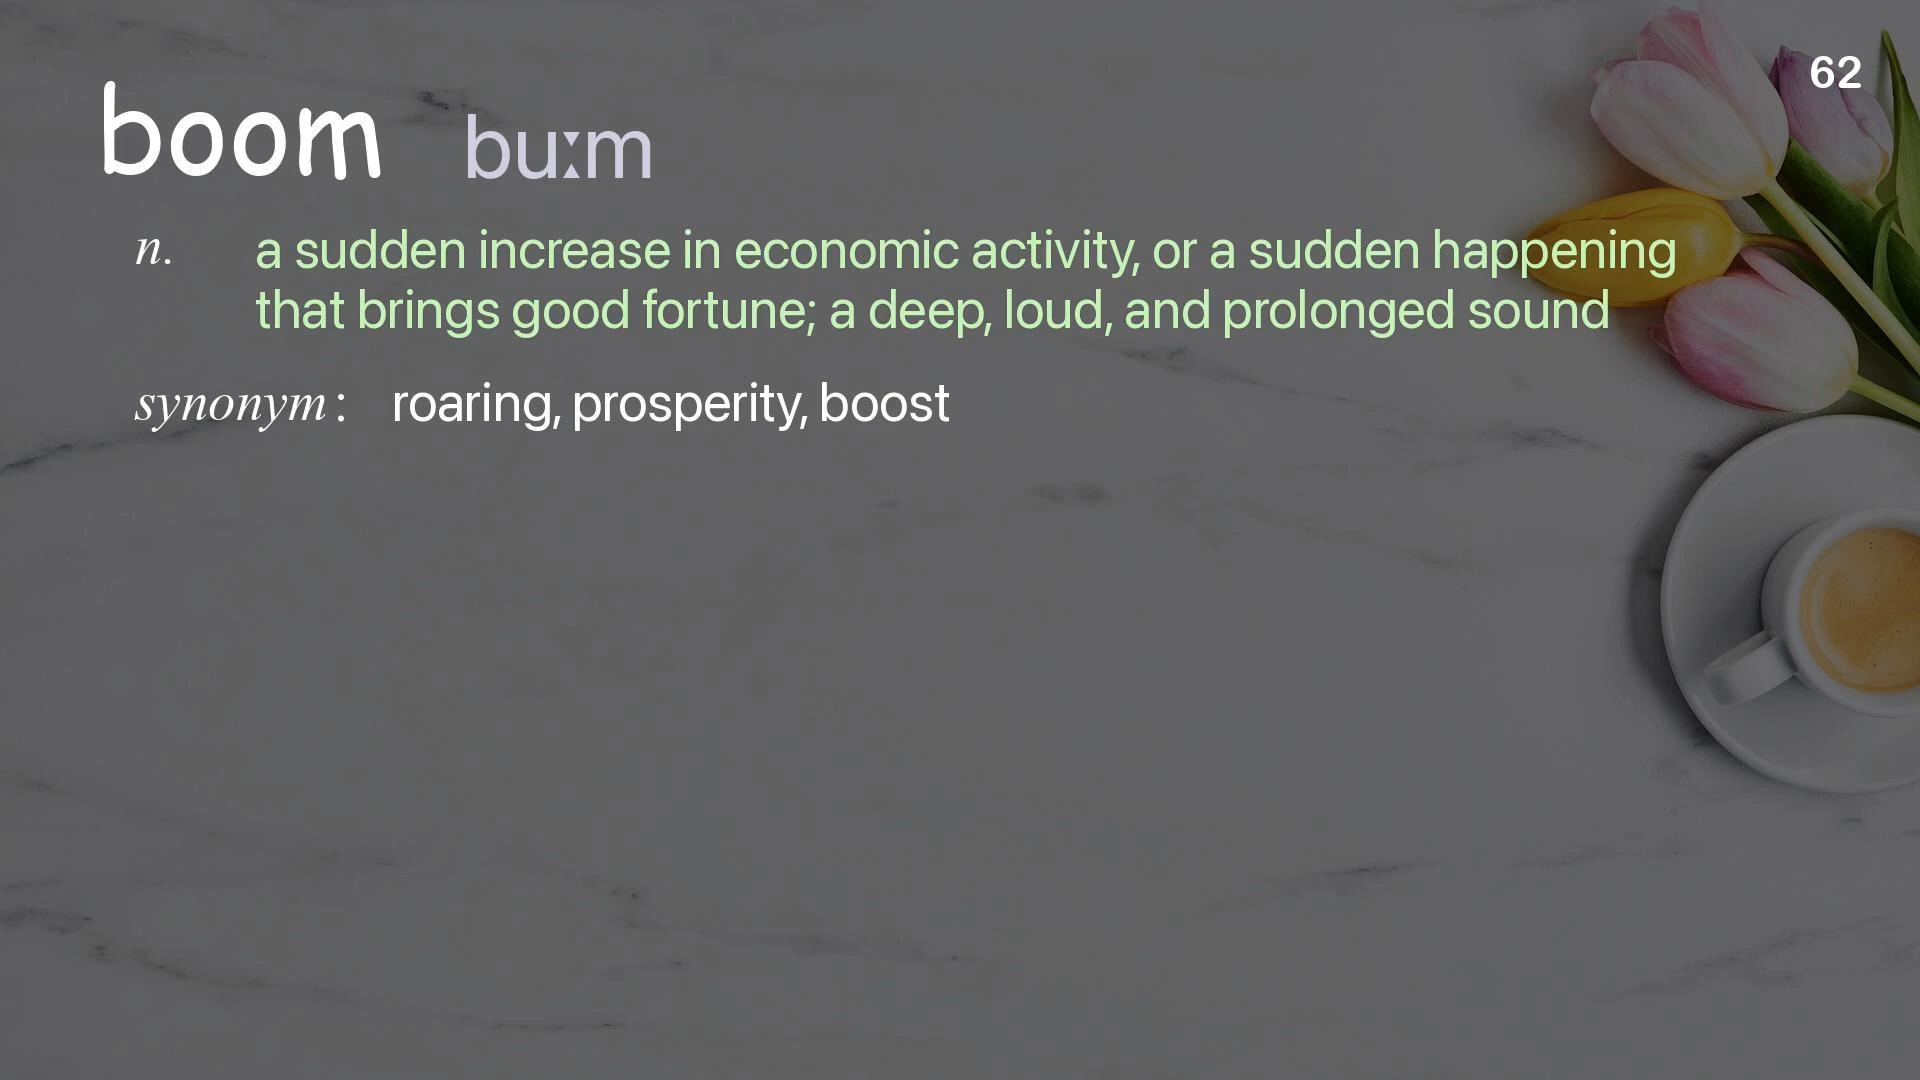 62
boom buːm
n. a sudden increase in economic activity, or a sudden happening
that brings good fortune; a deep, loud, and prolonged sound
synonym : roaring, prosperity, boost